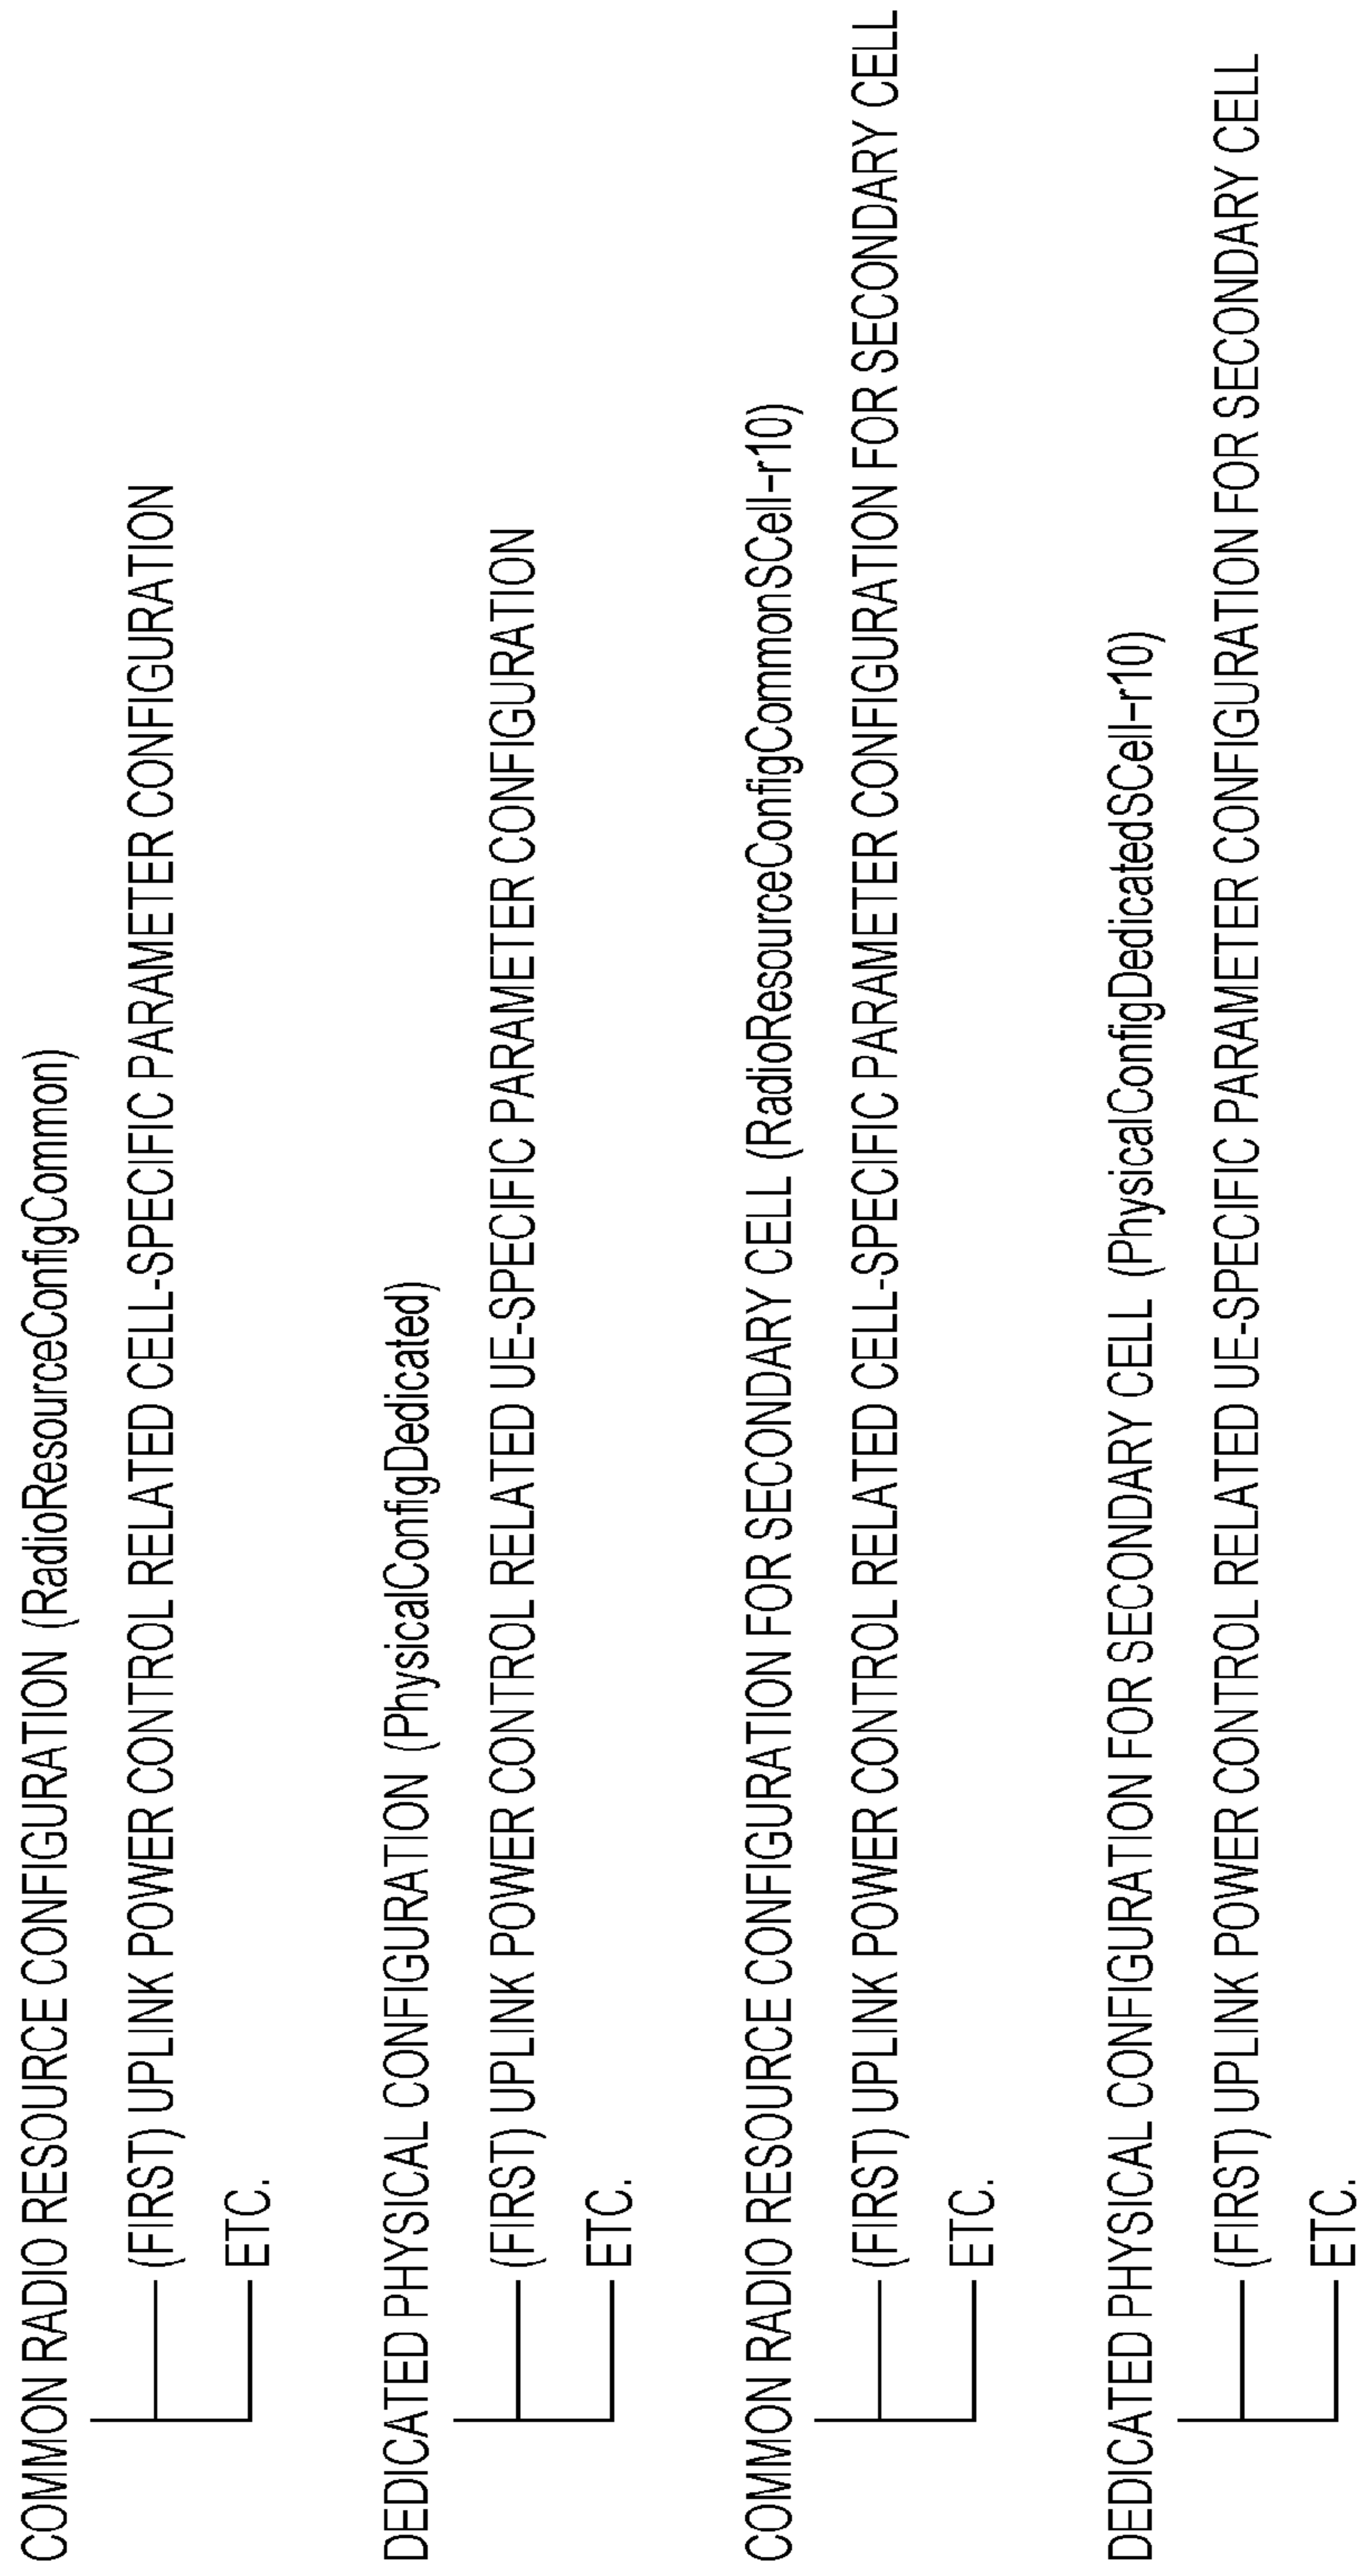 COMMON RADIO RESOURCE CONFIGURATION (RadioResourceConfigCommon)
(FIRST) UPLINK POWER CONTROL RELATED CELL-SPECIFIC PARAMETER CONFIGURATION
ETC.
DEDICATED PHYSICAL CONFIGURATION (PhysicalConfigDedicated)
(FIRST) UPLINK POWER CONTROL RELATED UE-SPECIFIC PARAMETER CONFIGURATION
ETC.
COMMON RADIO RESOURCE CONFIGURATION FOR SECONDARY CELL (RadioResourceConfigCommonSCell-r10)
(FIRST) UPLINK POWER CONTROL RELATED CELL-SPECIFIC PARAMETER CONFIGURATION FOR SECONDARY CELL
ETC.
DEDICATED PHYSICAL CONFIGURATION FOR SECONDARY CELL (PhysicalConfigDedicatedSCell-r10)
(FIRST) UPLINK POWER CONTROL RELATED UE-SPECIFIC PARAMETER CONFIGURATION FOR SECONDARY CELL
ETC.